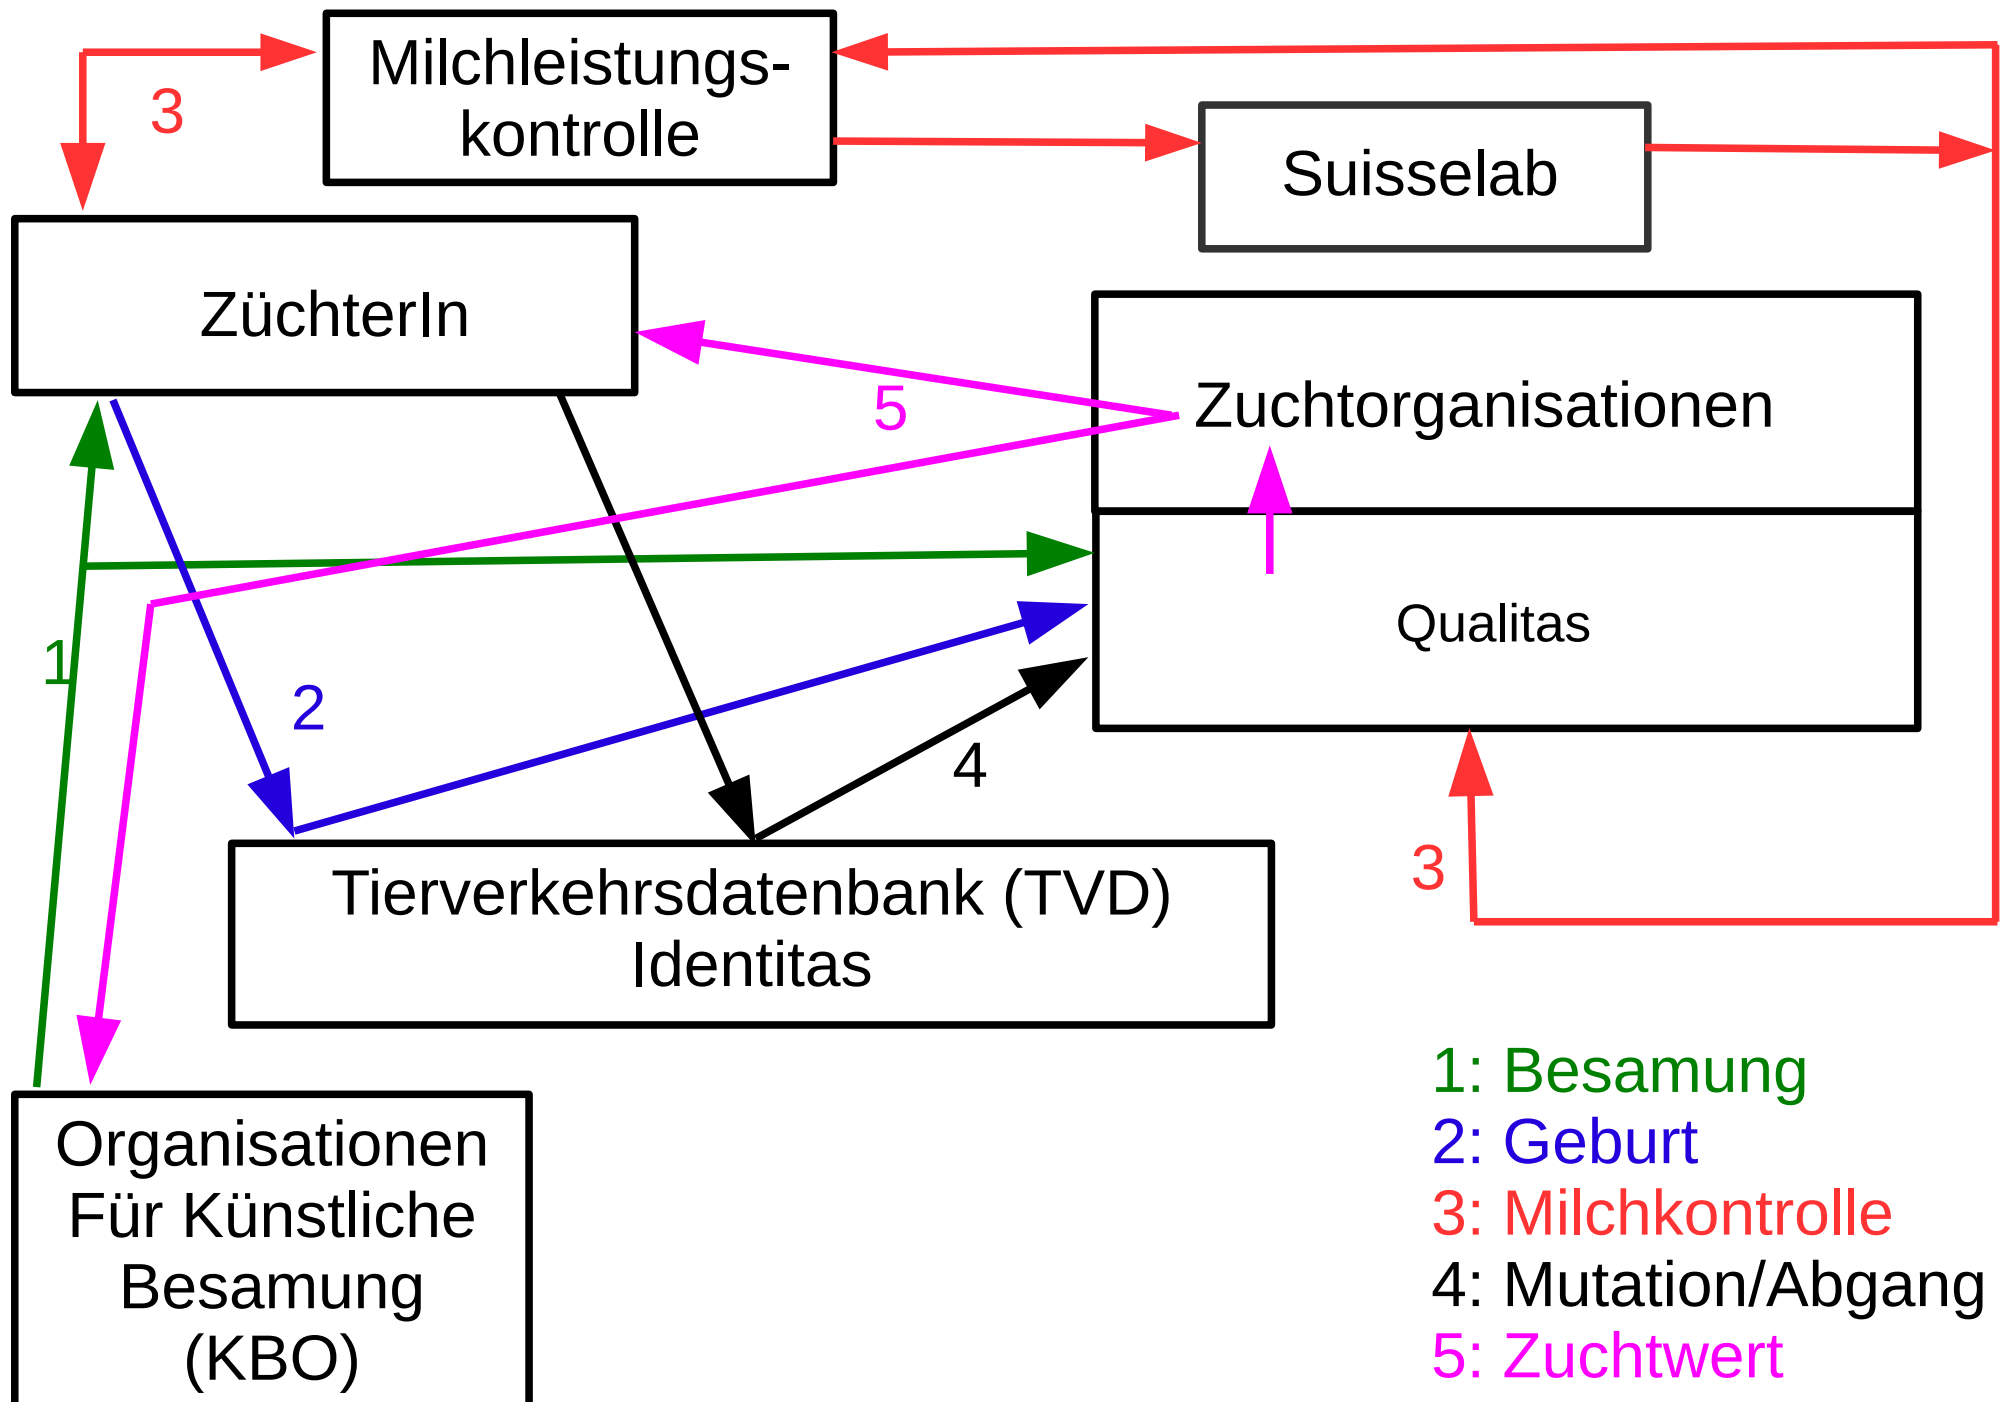 Milchleistungs-
kontrolle
3
Suisselab
ZüchterIn
5
Zuchtorganisationen
Qualitas
1
2
4
3
Tierverkehrsdatenbank (TVD)
Identitas
Organisationen
Für Künstliche
Besamung
(KBO)
1: Besamung
2: Geburt
3: Milchkontrolle
4: Mutation/Abgang
5: Zuchtwert